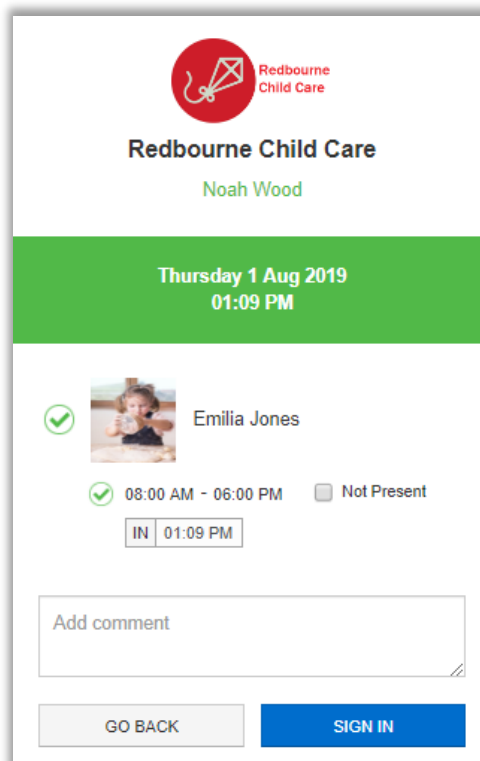 Redbourne
Child Care
Redbourne Child Care
Noah Wood
Thursday 1 Aug 2019
01:09 PM
Emilia Jones
08:00 AM - 06:00 PM Not Present
IN 01:09 PM
Add comment
GO BACK SIGN IN